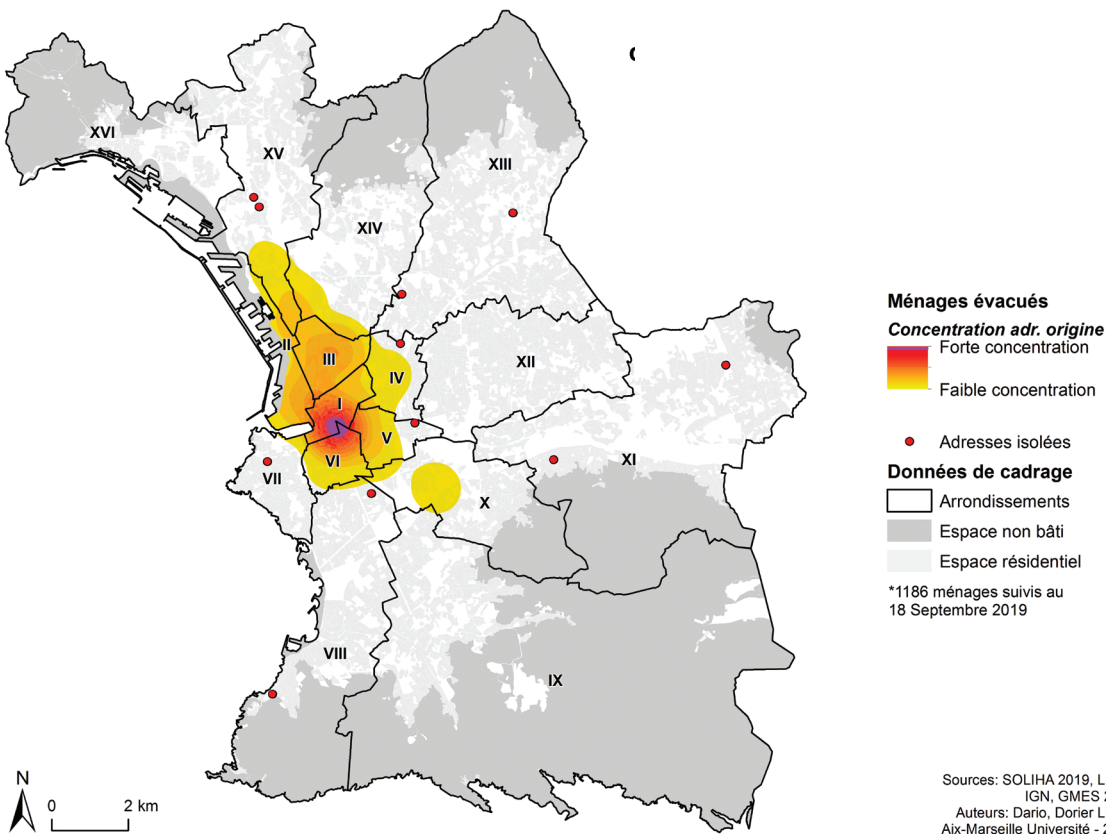 XVI
XV
XIII
XIV
II
III
XII
IV
I
V
VI
VII
XI
X
VIII
IX
N
0 2 km
Ménages évacués
Concentration adr. origine
Forte concentration
Faible concentration
Adresses isolées
Données de cadrage
Arrondissements
Espace non bâti
Espace résidentiel
*1186 ménages suivis au
18 Septembre 2019
Sources: SOLIHA 2019, L
IGN, GMES
Auteurs: Dario, Dorier L
Aix-Marseille Université -